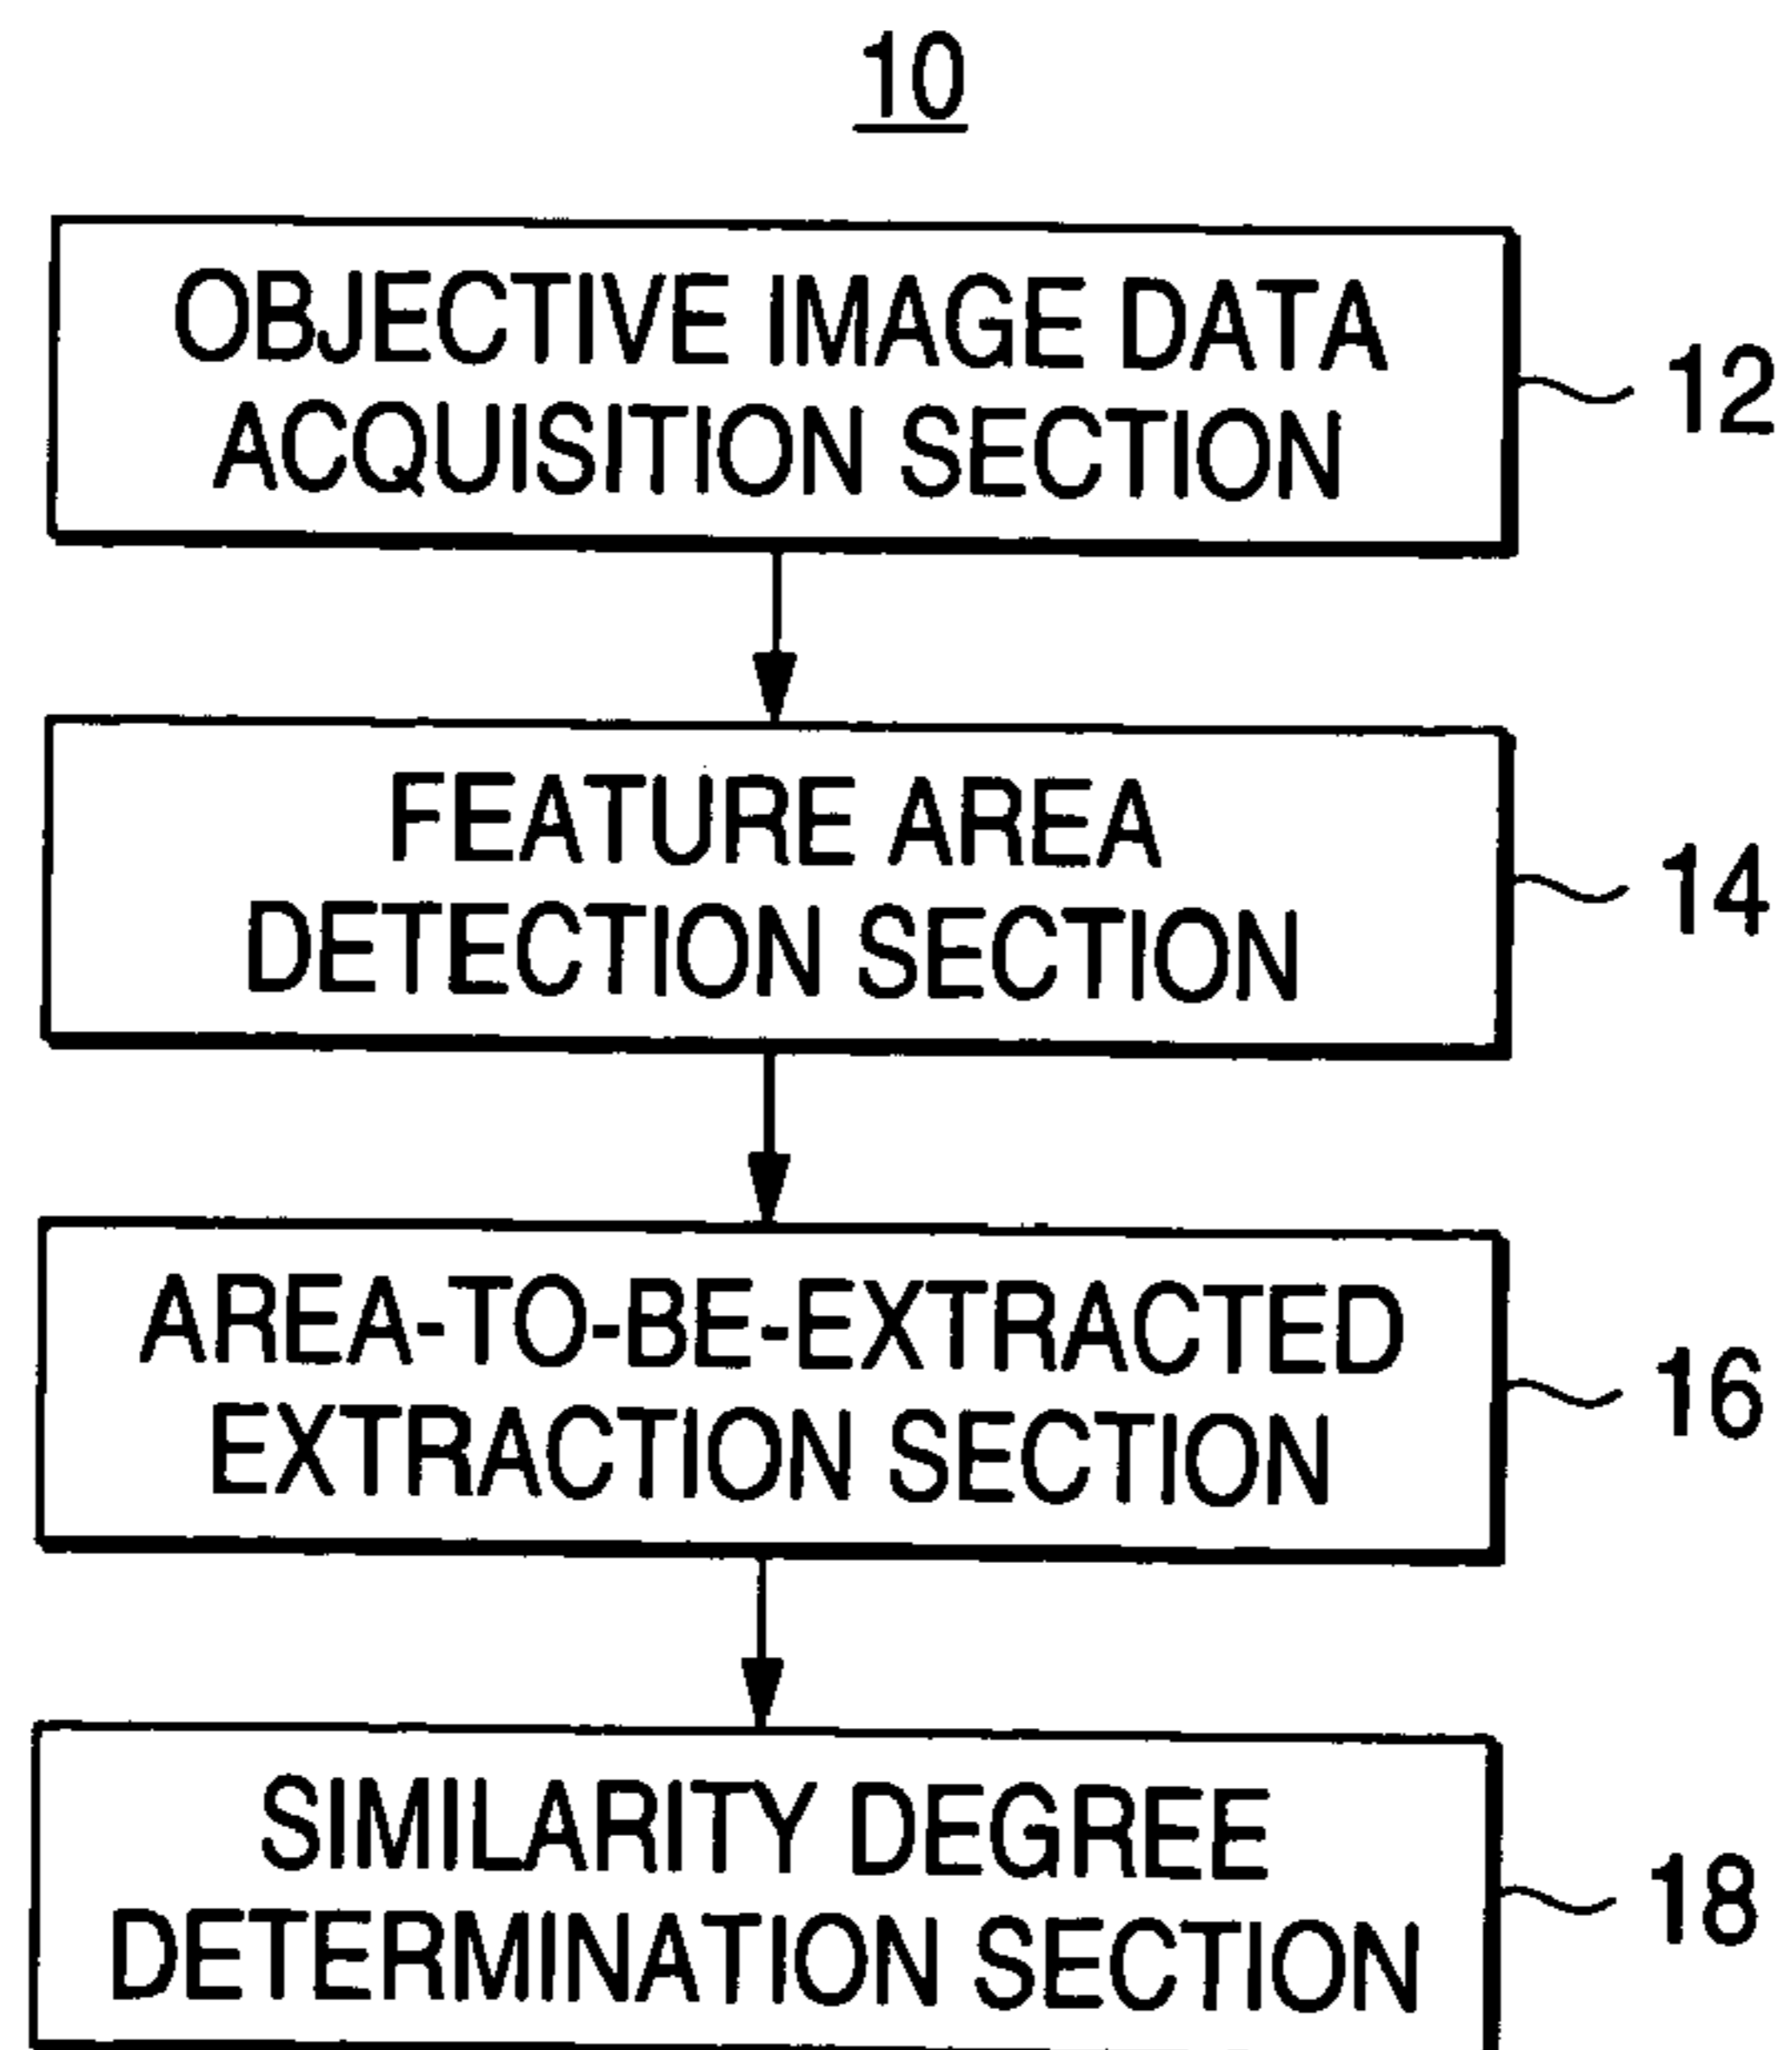 10
OBJECTIVE IMAGE DATA
ACQUISITION SECTION
12
FEATURE AREA
DETECTION SECTION
14
AREA-TO-BE-EXTRACTED
EXTRACTION SECTION
16
SIMILARITY DEGREE
DETERMINATION SECTION
18